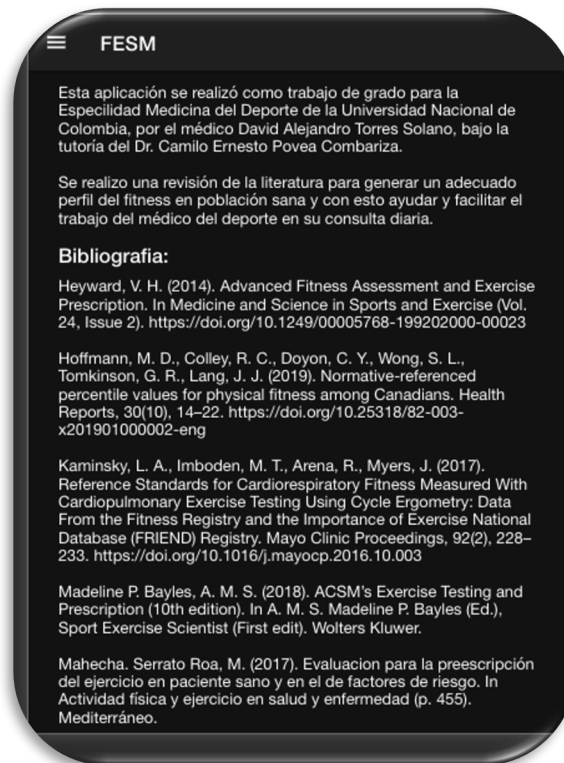 FESM
Esta aplicación se realizó como trabajo de grado para la
Especilidad Medicina del Deporte de la Universidad Nacional de
Colombia, por el médico David Alejandro Torres Solano, bajo la
tutoría del Dr. Camilo Ernesto Povea Combariza.
Se realizo una revisión de la literatura para generar un adecuado
perfil del fitness en población sana y con esto ayudar y facilitar el
trabajo del médico del deporte en su consulta diaria.
Bibliografia:
Heyward, V. H. (2014). Advanced Fitness Assessment and Exercise
Prescription. In Medicine and Science in Sports and Exercise (Vol.
24, Issue 2). https://doi.org/10.1249/00005768-199202000-00023
Hoffmann, M. D., Colley, R. C., Doyon, C. Y., Wong, S. L.,
Tomkinson, G. R., Lang, J. J. (2019). Normative-referenced
percentile values for physical fitness among Canadians. Health
Reports, 30(10), 14–22. https://doi.org/10.25318/82-003-
x201901000002-eng
Kaminsky, L. A., Imboden, M. T., Arena, R., Myers, J. (2017).
Reference Standards for Cardiorespiratory Fitness Measured With
Cardiopulmonary Exercise Testing Using Cycle Ergometry: Data
From the Fitness Registry and the Importance of Exercise National
Database (FRIEND) Registry. Mayo Clinic Proceedings, 92(2), 228–
233. https://doi.org/10.1016/j.mayocp.2016.10.003
Madeline P. Bayles, A. M. S. (2018). ACSM's Exercise Testing and
Prescription (10th edition). In A. M. S. Madeline P. Bayles (Ed.),
Sport Exercise Scientist (First edit). Wolters Kluwer.
Mahecha. Serrato Roa, M. (2017). Evaluacion para la preescripción
del ejercicio en paciente sano y en el de factores de riesgo. In
Actividad física y ejercicio en salud y enfermedad (p. 455).
Mediterráneo.